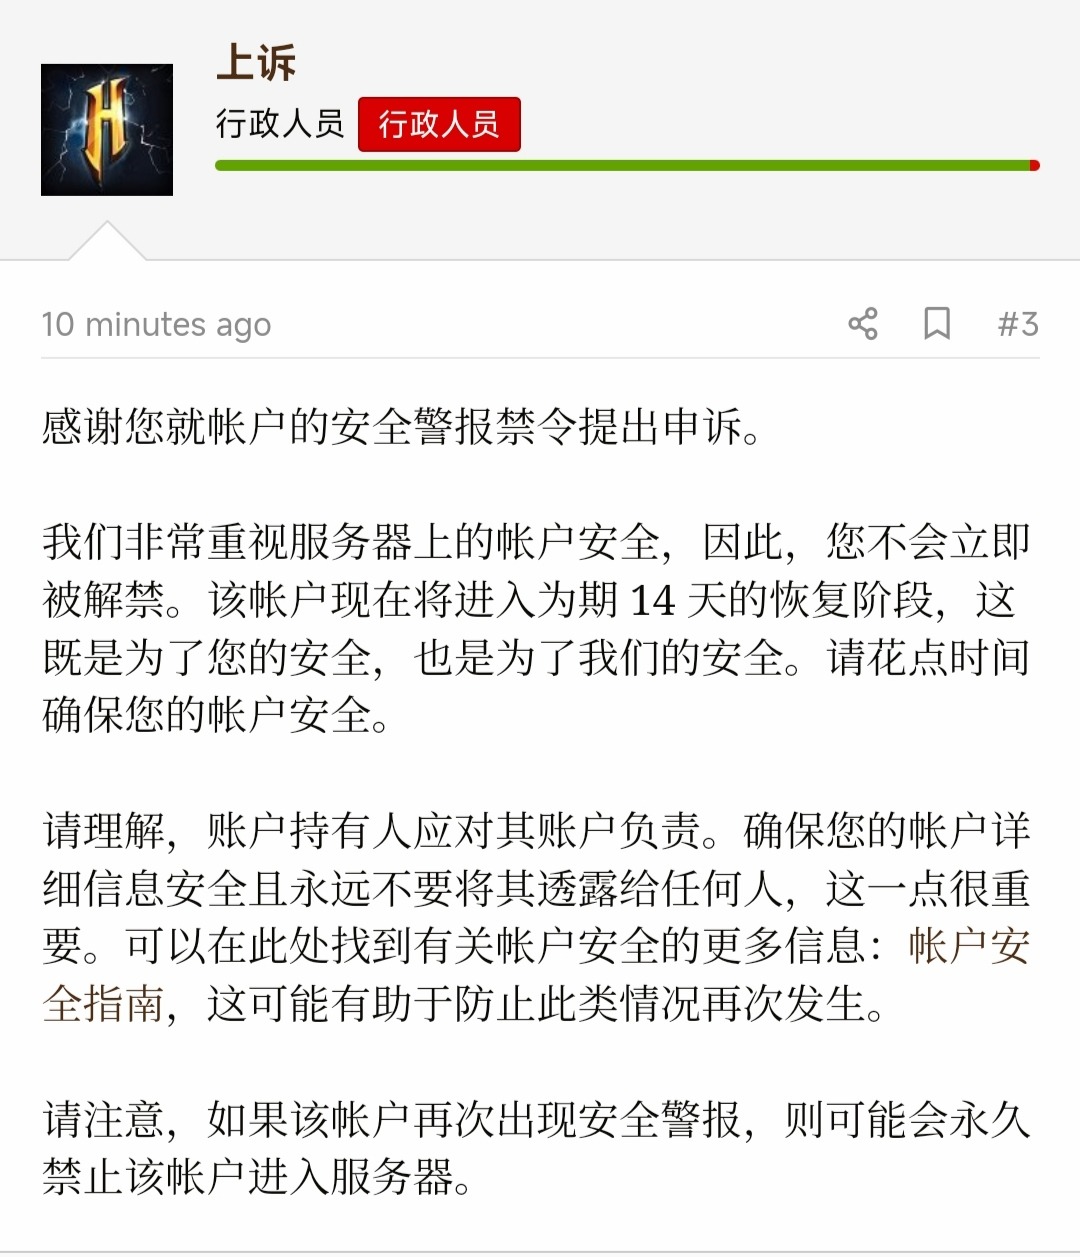 上诉
行政人员 行政人员
10 minutes ago #3
感谢您就帐户的安全警报禁令提出申诉。
我们非常重视服务器上的帐户安全，因此，您不会立即
被解禁。该帐户现在将进入为期 14 天的恢复阶段，这
既是为了您的安全，也是为了我们的安全。请花点时间
确保您的帐户安全。
请理解，账户持有人应对其账户负责。确保您的帐户详
细信息安全且永远不要将其透露给任何人，这一点很重
要。可以在此处找到有关帐户安全的更多信息：帐户安
全指南，这可能有助于防止此类情况再次发生。
请注意，如果该帐户再次出现安全警报，则可能会永久
禁止该帐户进入服务器。